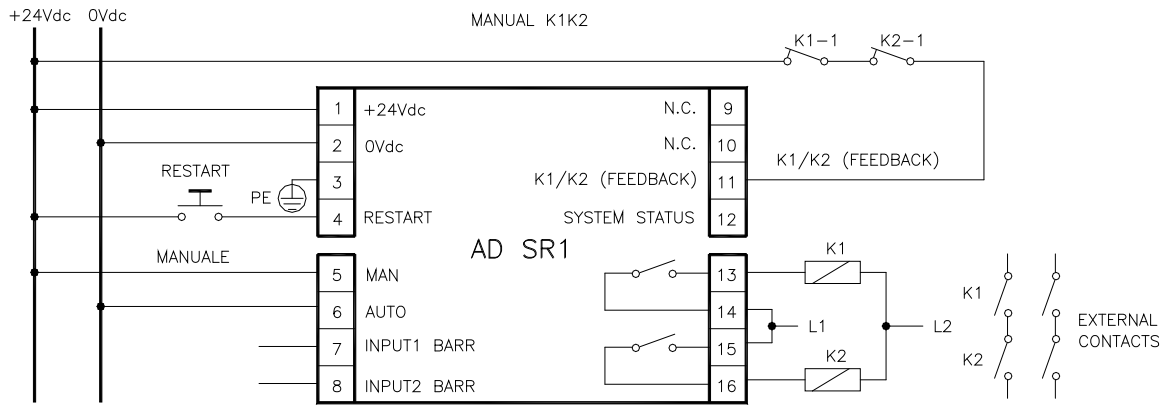 +24Vdc 0Vdc
MANUAL K1K2
K1-1 K2-1
1 +24Vdc
N.C. 9
2 0Vdc
N.C. 10
RESTART
K1/K2 (FEEDBACK)
PE
3
K1/K2 (FEEDBACK) 11
4 RESTART
SYSTEM STATUS 12
AD SR1
MANUALE
5 MAN
13
K1
6 AUTO
14
L1
L2
7 INPUT1 BARR
15
8 INPUT2 BARR
16
K2
K1
K2
EXTERNAL
CONTACTS